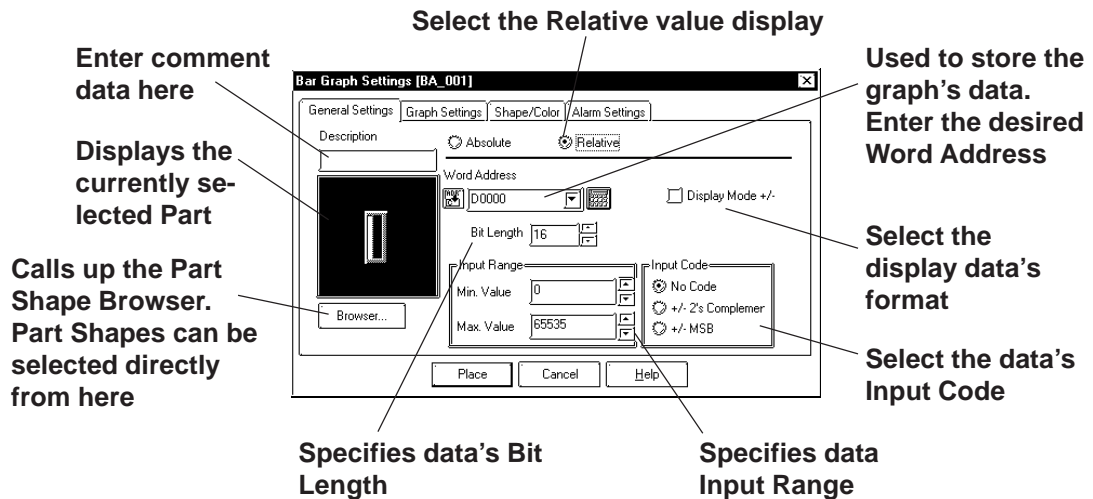 Select the Relative value display
Enter comment
data here
Used to store the
graph's data.
Enter the desired
Word Address
Displays the
currently se-
lected Part
Calls up the Part
Shape Browser.
Part Shapes can be
selected directly
from here
Bar Graph Settings [BA_001]
General Settings
Graph Settings
Shape/Color
Alarm Settings
Description
Absolute
Relative
Word Address
D0000
Display Mode +/-
Bit Length
16
Input Range
Min. Value
0
Max. Value
65535
Input Code
No Code
+/- 2's Complemer
+/- MSB
Browser...
Place
Cancel
Help
Select the
display data's
format
Select the data's
Input Code
Specifies data's Bit
Length
Specifies data
Input Range